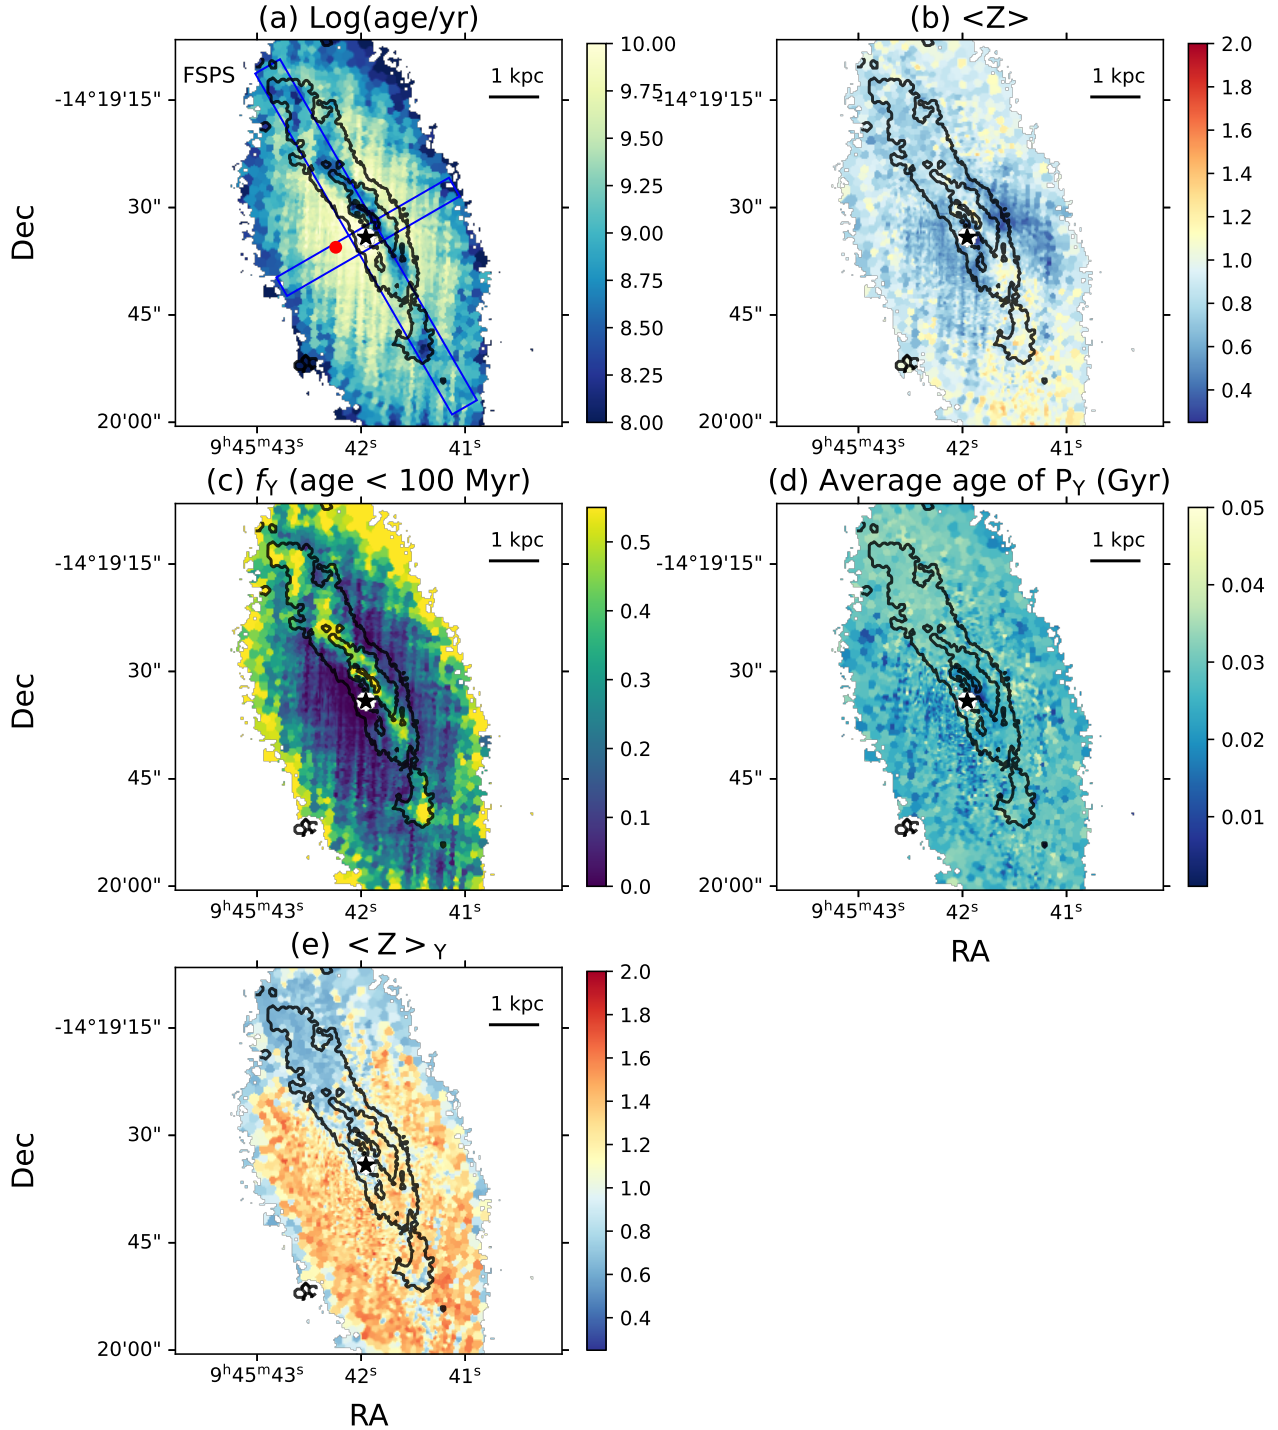 (a) Log(age/yr)
FSPS
1 kpc
Dec
-14°19'15"
30"
45"
20'00"
9ʰ45ᵐ43ˢ
42ˢ
41ˢ
10.00
9.75
9.50
9.25
9.00
8.75
8.50
8.25
8.00
(b) <Z>
1 kpc
-14°19'15"
30"
45"
20'00"
9ʰ45ᵐ43ˢ
42ˢ
41ˢ
2.0
1.8
1.6
1.4
1.2
1.0
0.8
0.6
0.4
(c) f_Y (age < 100 Myr)
1 kpc
Dec
-14°19'15"
30"
45"
20'00"
9ʰ45ᵐ43ˢ
42ˢ
41ˢ
0.5
0.4
0.3
0.2
0.1
0.0
(d) Average age of P_Y (Gyr)
1 kpc
-14°19'15"
30"
45"
20'00"
9ʰ45ᵐ43ˢ
42ˢ
41ˢ
RA
0.05
0.04
0.03
0.02
0.01
(e) <Z>_Y
1 kpc
Dec
-14°19'15"
30"
45"
20'00"
9ʰ45ᵐ43ˢ
42ˢ
41ˢ
RA
2.0
1.8
1.6
1.4
1.2
1.0
0.8
0.6
0.4